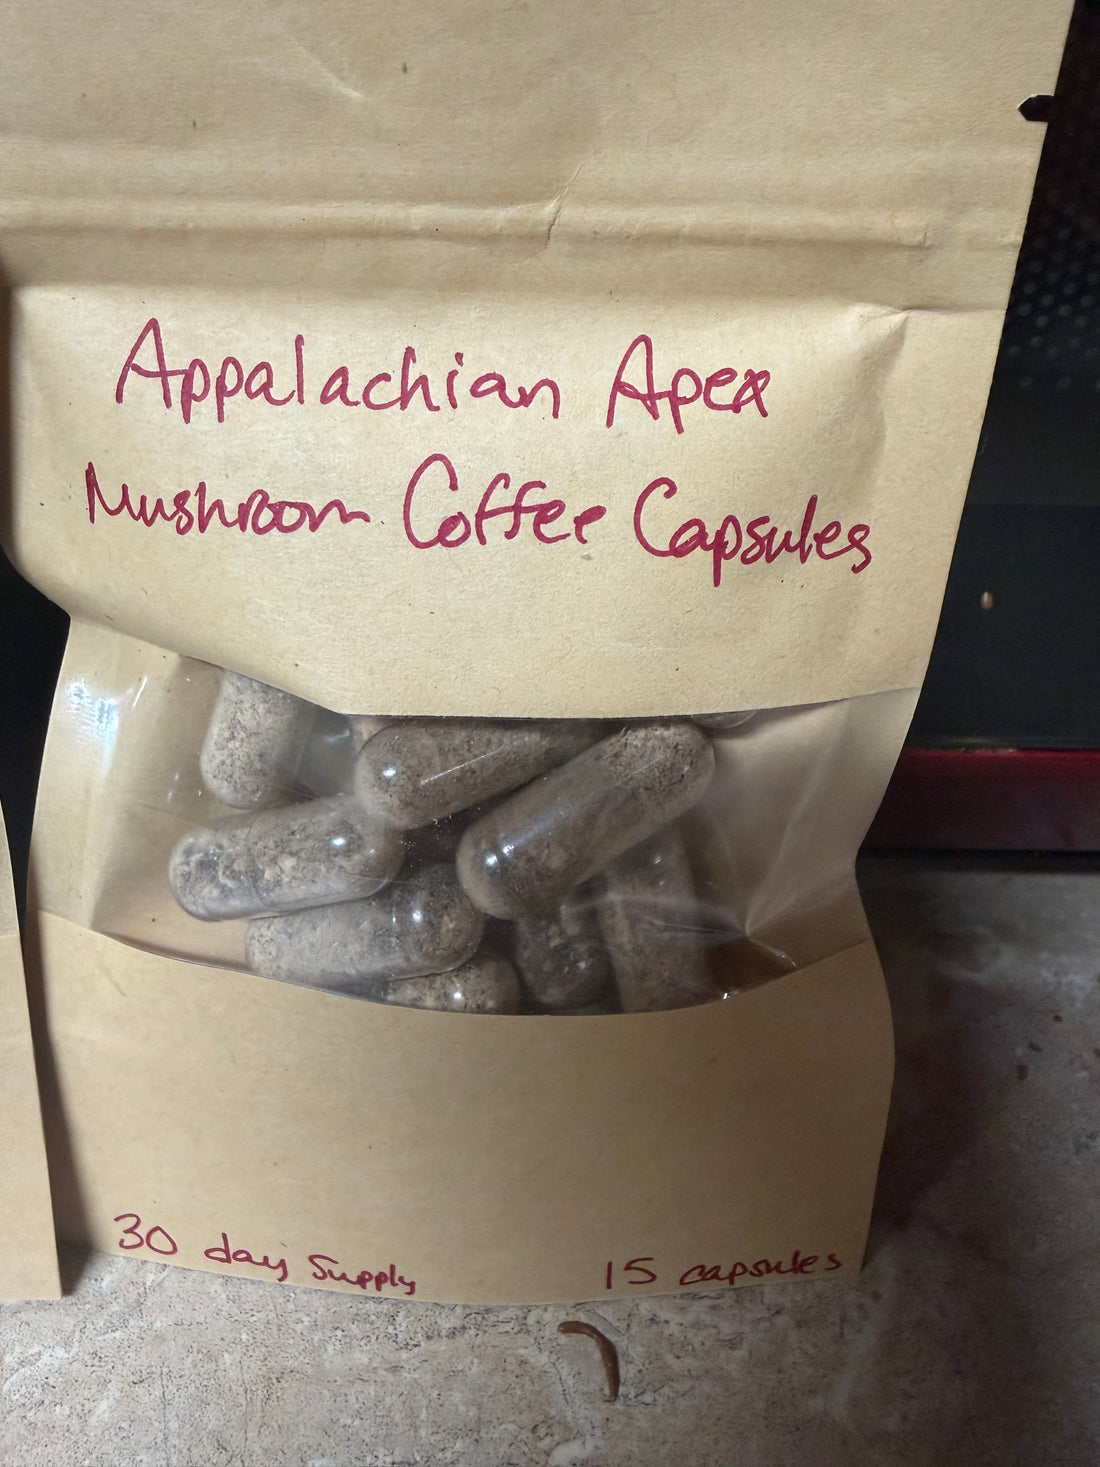 Appalachian Apex
Mushroom Coffee Capsules
30 day Supply
15 capsules